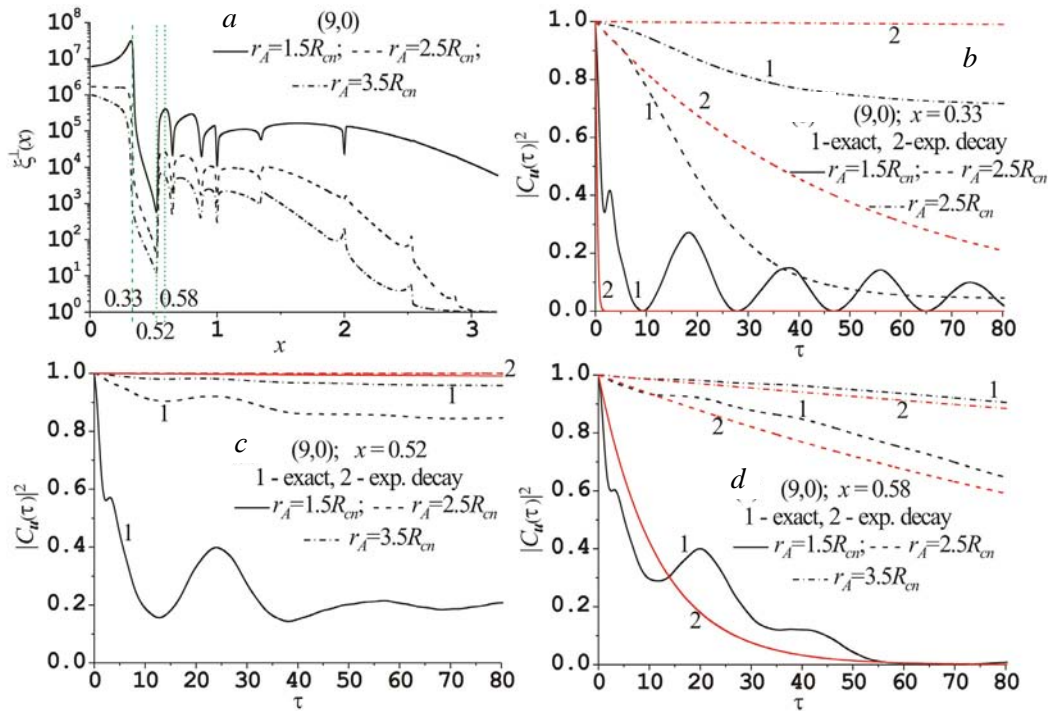 a
(9,0)
r_A=1.5R_cn; r_A=2.5R_cn;
r_A=3.5R_cn
ξ^⊥(x)
10^8
10^7
10^6
10^5
10^4
10^3
10^2
10^1
10^0
0.33
0.58
0.52
0 1 2 3
x
b
2
1
2
1
(9,0); x=0.33
1-exact, 2-exp. decay
r_A=1.5R_cn; r_A=2.5R_cn
r_A=2.5R_cn
2 1
|C_u(τ)|^2
1.0
0.8
0.6
0.4
0.2
0.0
0 10 20 30 40 50 60 70 80
τ
c
2
1
1
(9,0); x=0.52
1 - exact, 2 - exp. decay
r_A=1.5R_cn; r_A=2.5R_cn
r_A=3.5R_cn
1
|C_u(τ)|^2
1.0
0.8
0.6
0.4
0.2
0.0
0 10 20 30 40 50 60 70 80
τ
d
1
2
1
2
(9,0); x=0.58
1 - exact, 2 - exp. decay
r_A=1.5R_cn; r_A=2.5R_cn
r_A=3.5R_cn
1
2
|C_u(τ)|^2
1.0
0.8
0.6
0.4
0.2
0.0
0 10 20 30 40 50 60 70 80
τ